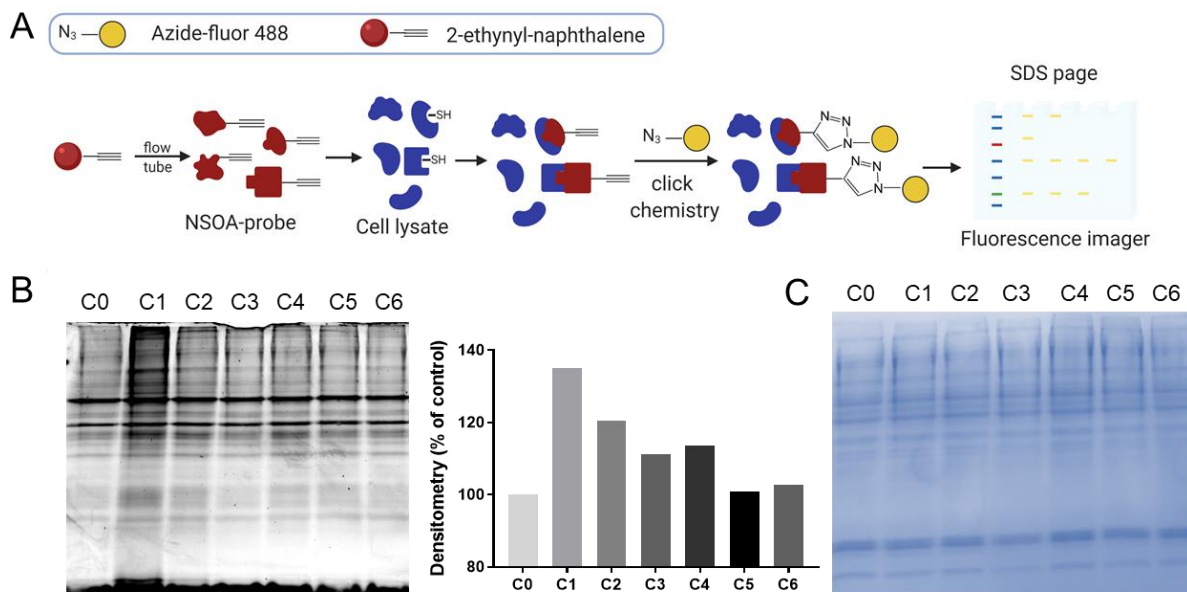 A
N₃ Azide-fluor 488 2-ethynyl-naphthalene
SDS page
flow
tube
SH
SH
N₃
N
N
N
N
N
N
click
chemistry
NSOA-probe
Cell lysate
Fluorescence imager
B
C0 C1 C2 C3 C4 C5 C6
Densitometry (% of control)
140
120
100
80
C0 C1 C2 C3 C4 C5 C6
C
C0 C1 C2 C3 C4 C5 C6